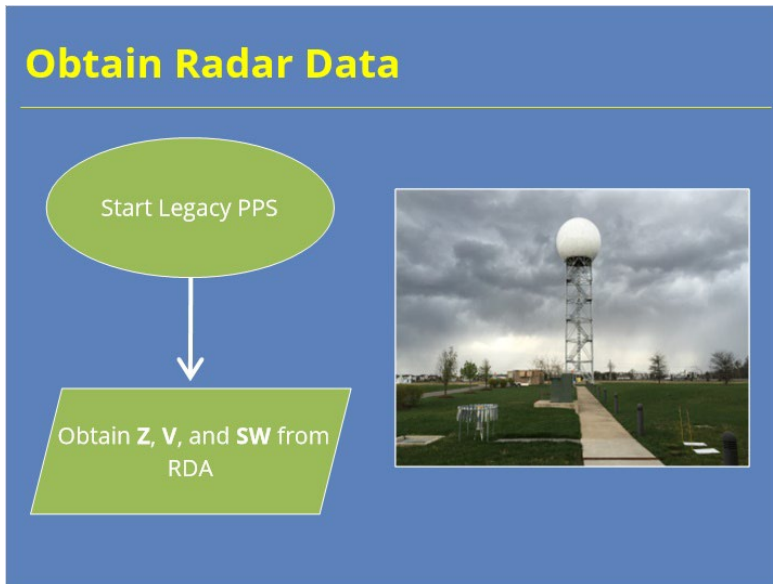 Obtain Radar Data
Start Legacy PPS
Obtain Z, V, and SW from
RDA